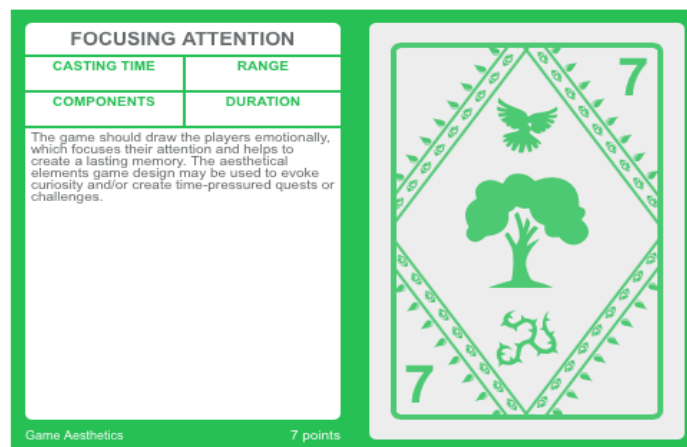 FOCUSING ATTENTION
CASTING TIME
RANGE
COMPONENTS
DURATION
The game should draw the players emotionally,
which focuses their attention and helps to
create a lasting memory. The aesthetical
elements game design may be used to evoke
curiosity and/or create time-pressured quests or
challenges.
Game Aesthetics
7 points
7
7